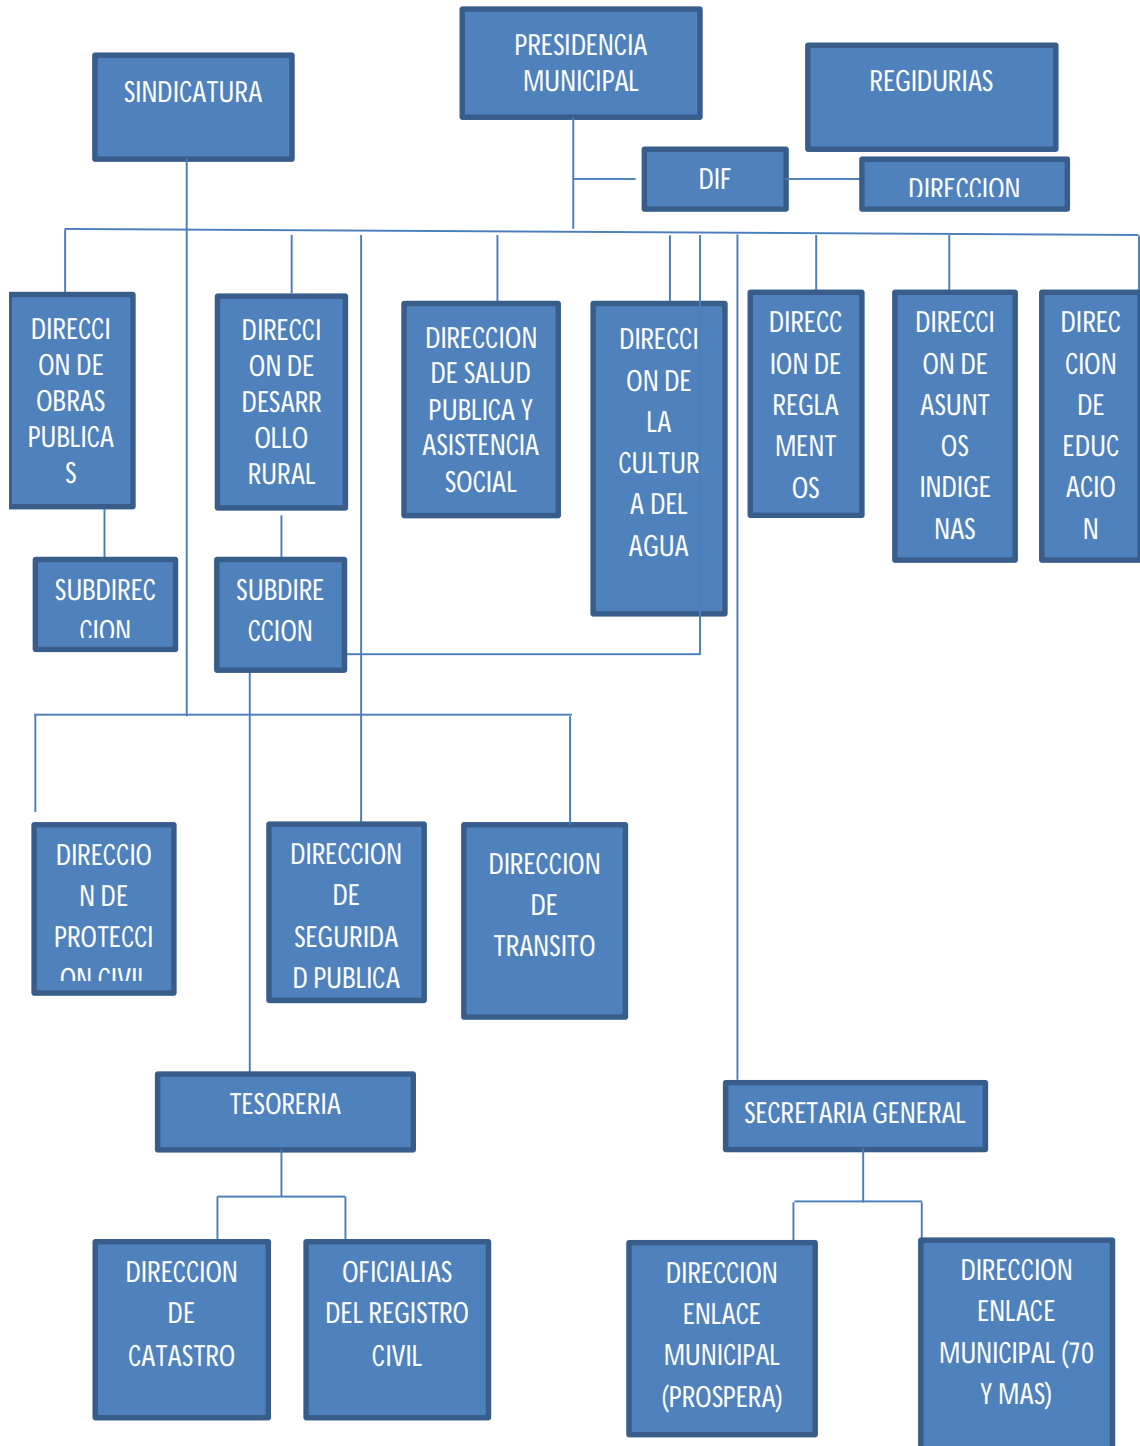 PRESIDENCIA
MUNICIPAL
SINDICATURA
REGIDURIAS
DIF
DIRECCION
DIRECCI
ON DE
OBRAS
PUBLICA
S
DIRECCI
ON DE
DESARR
OLLO
RURAL
DIRECCION
DE SALUD
PUBLICA Y
ASISTENCIA
SOCIAL
DIRECCI
ON DE
LA
CULTUR
A DEL
AGUA
DIRECC
ION DE
REGLA
MENT
OS
DIRECCI
ON DE
ASUNT
OS
INDIGE
NAS
DIREC
CION
DE
EDUC
ACIO
N
SUBDIREC
CION
SUBDIRE
CCION
DIRECCIO
N DE
PROTECCI
ON CIVIL
DIRECCION
DE
SEGURIDA
D PUBLICA
DIRECCION
DE
TRANSITO
TESORERIA
SECRETARIA GENERAL
DIRECCION
DE
CATASTRO
OFICIALIAS
DEL REGISTRO
CIVIL
DIRECCION
ENLACE
MUNICIPAL
(PROSPERA)
DIRECCION
ENLACE
MUNICIPAL (70
Y MAS)